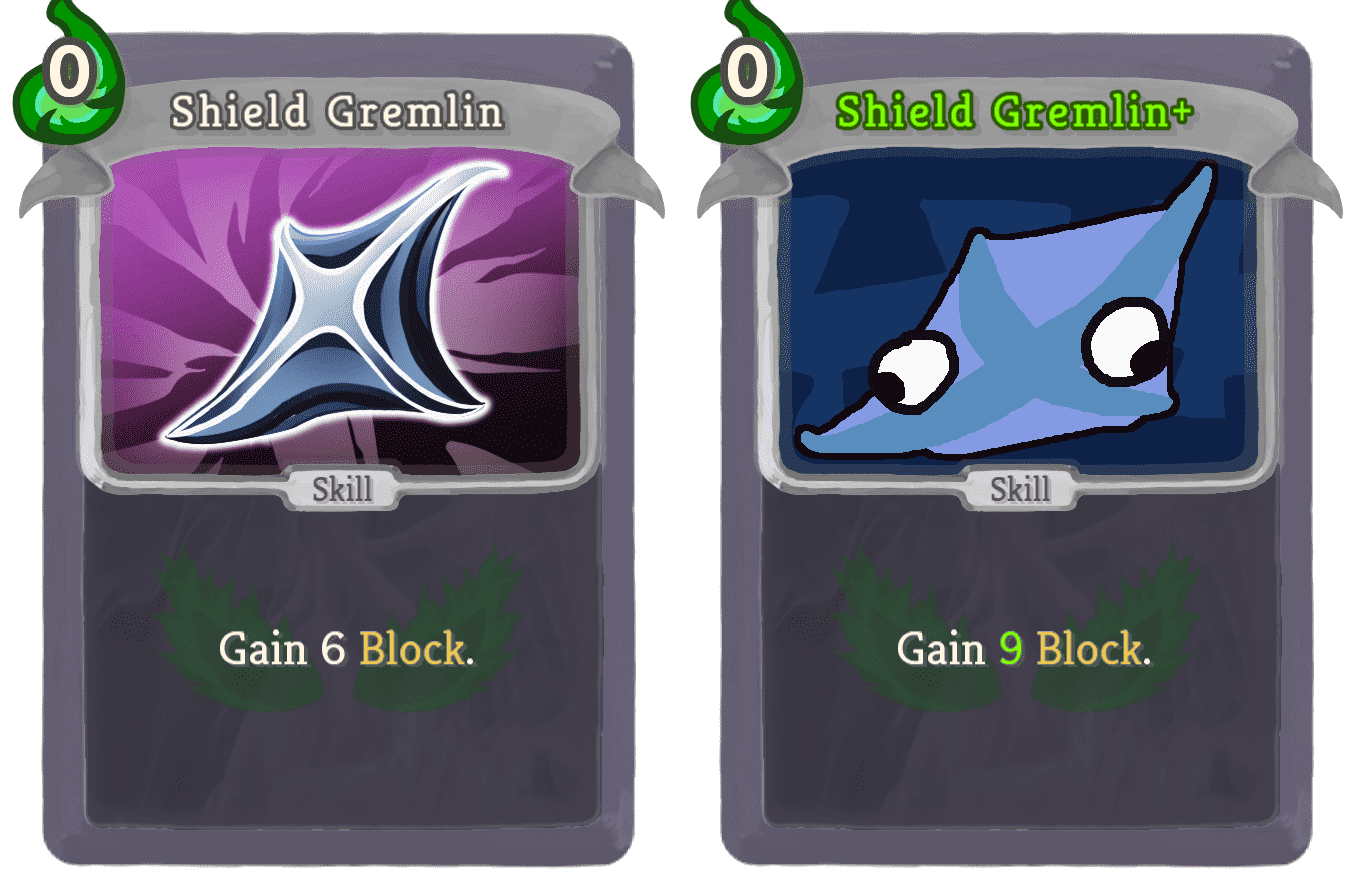 0
Shield Gremlin
Skill
Gain 6 Block.
0
Shield Gremlin+
Skill
Gain 9 Block.